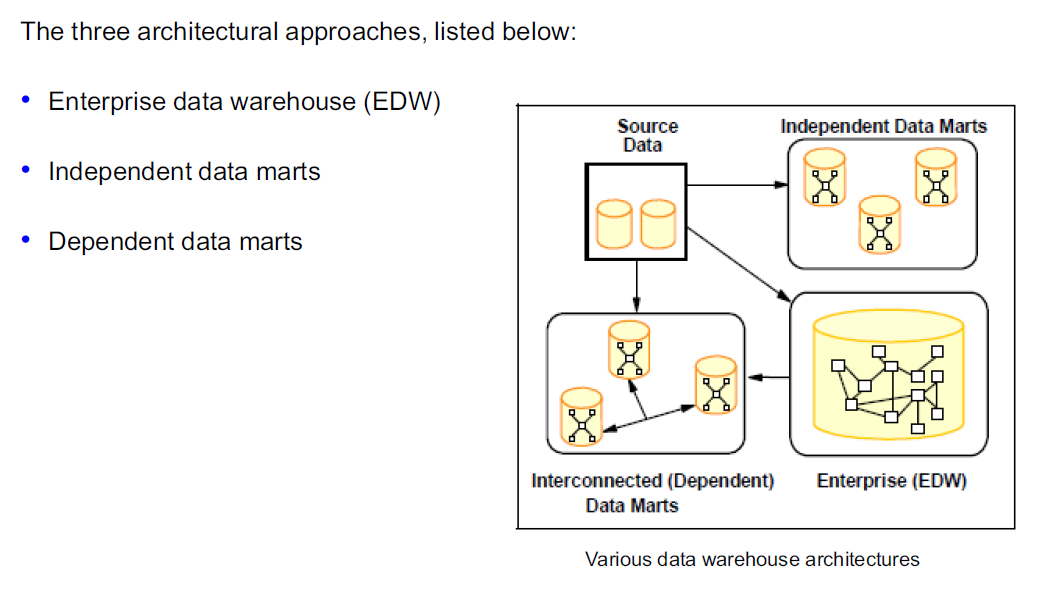 The three architectural approaches, listed below:
• Enterprise data warehouse (EDW)
• Independent data marts
• Dependent data marts
Source
Data
Independent Data Marts
Interconnected (Dependent)
Data Marts
Enterprise (EDW)
Various data warehouse architectures